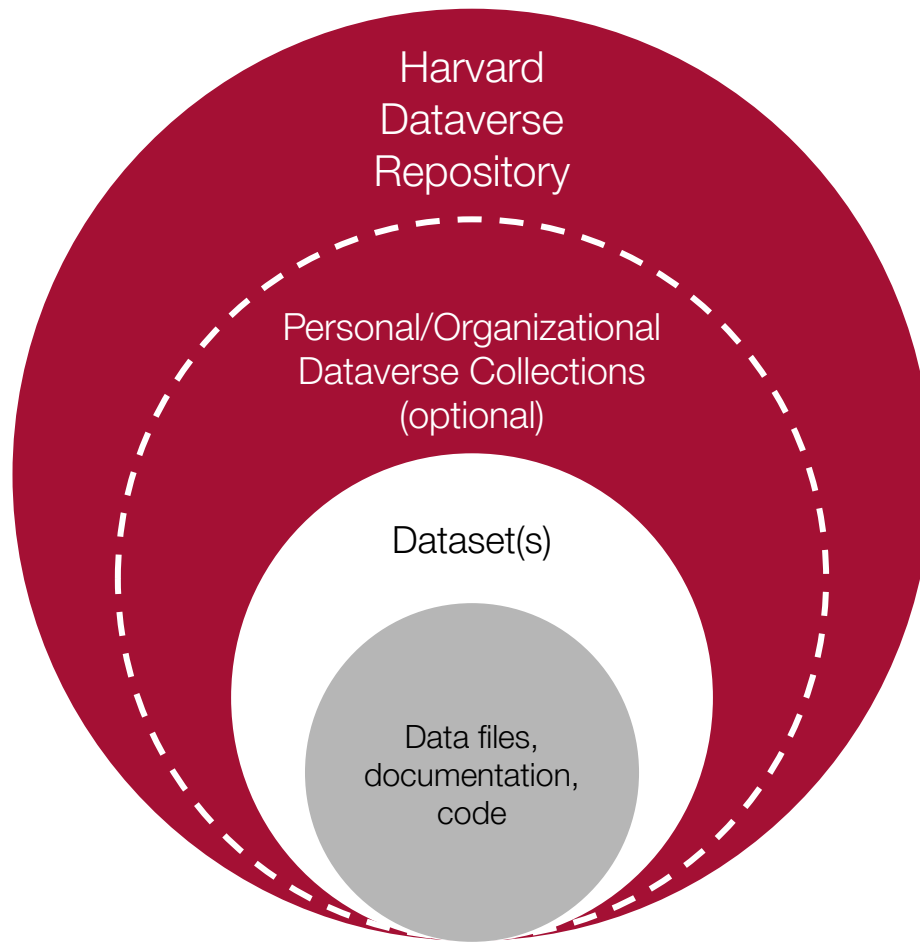 Harvard
Dataverse
Repository
Personal/Organizational
Dataverse Collections
(optional)
Dataset(s)
Data files,
documentation,
code